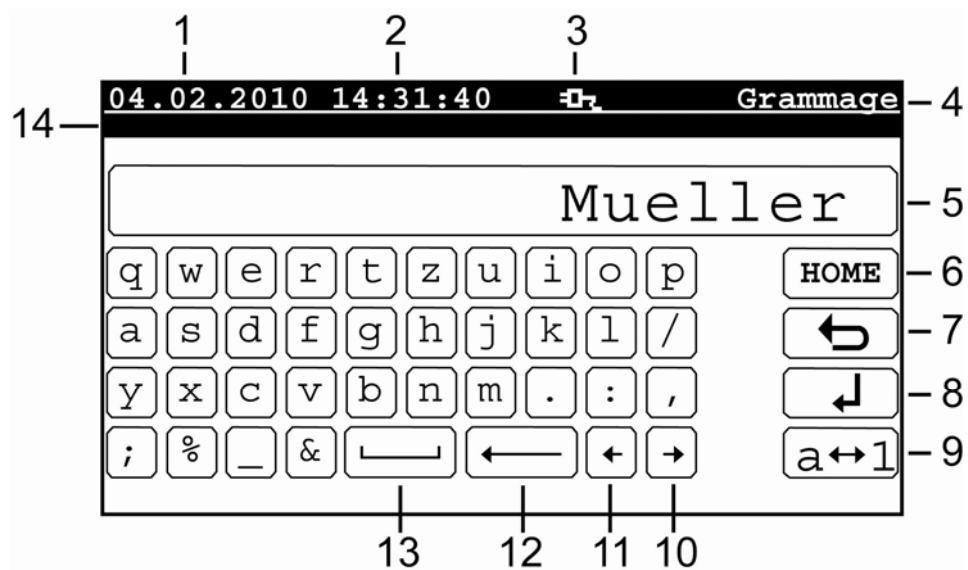 1 2 3
04.02.2010 14:31:40 Grammage 4
14
Mueller 5
q w e r t z u i o p HOME 6
a s d f g h j k l / 7
y x c v b n m . : , 8
; % _ & ← ← → a↔1 9
13 12 11 10